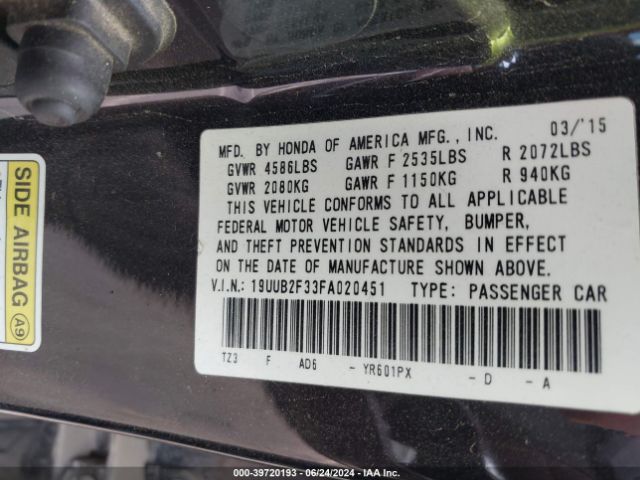 MFD. BY HONDA OF AMERICA MFG., INC. 03/'15
GVWR 4586LBS GAWR F 2535LBS R 2072LBS
GVWR 2080KG GAWR F 1150KG R 940KG
THIS VEHICLE CONFORMS TO ALL APPLICABLE
FEDERAL MOTOR VEHICLE SAFETY, BUMPER,
AND THEFT PREVENTION STANDARDS IN EFFECT
ON THE DATE OF MANUFACTURE SHOWN ABOVE.
V.I.N.: 19UUB2F33FA020451 TYPE: PASSENGER CAR
TZ3 F AD6 - YR601PX - D - A
SIDE AIRBAG A9
000-39720193 - 06/24/2024 - IAA Inc.